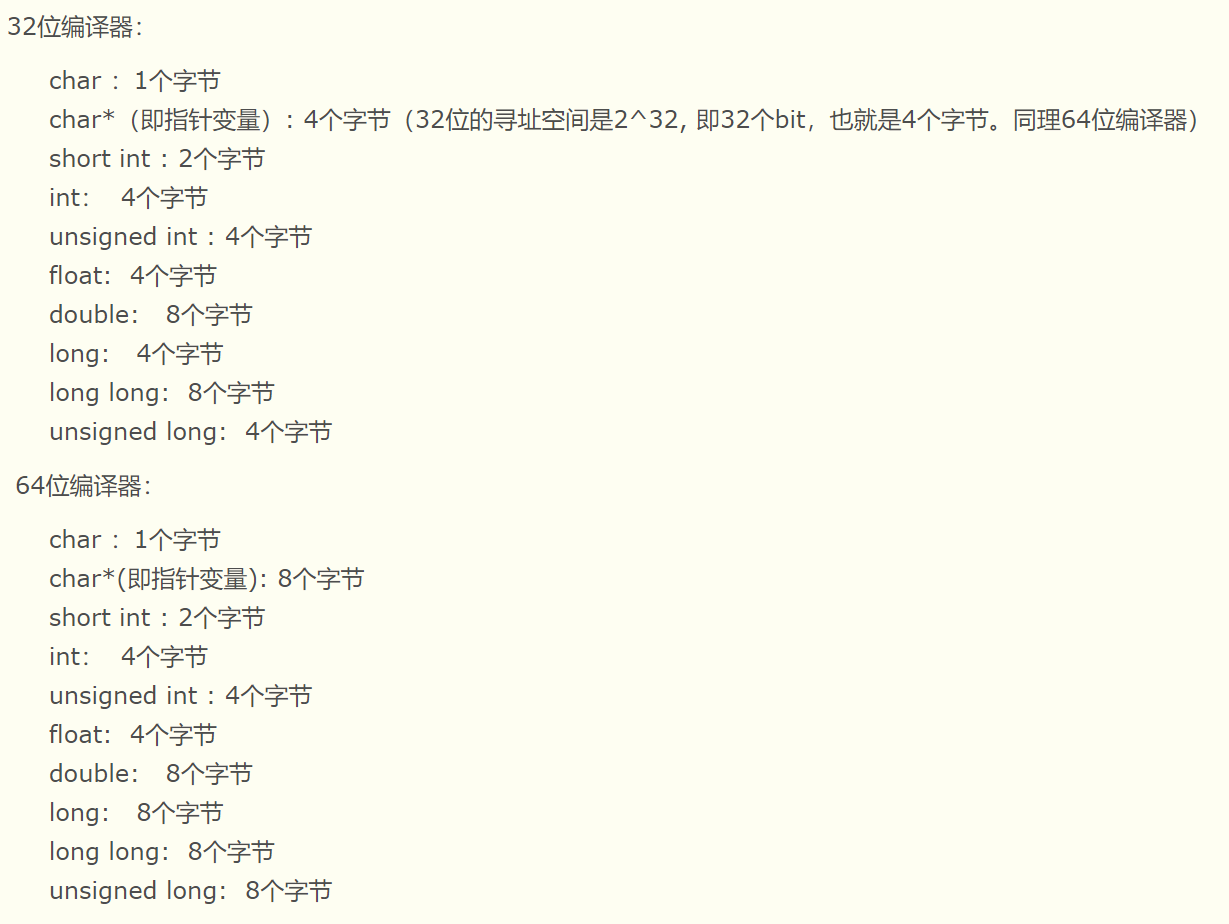 32位编译器：
char ：1个字节
char*（即指针变量）: 4个字节（32位的寻址空间是2^32, 即32个bit，也就是4个字节。同理64位编译器）
short int : 2个字节
int： 4个字节
unsigned int : 4个字节
float: 4个字节
double: 8个字节
long: 4个字节
long long: 8个字节
unsigned long: 4个字节
64位编译器：
char ：1个字节
char*(即指针变量): 8个字节
short int : 2个字节
int： 4个字节
unsigned int : 4个字节
float: 4个字节
double: 8个字节
long: 8个字节
long long: 8个字节
unsigned long: 8个字节